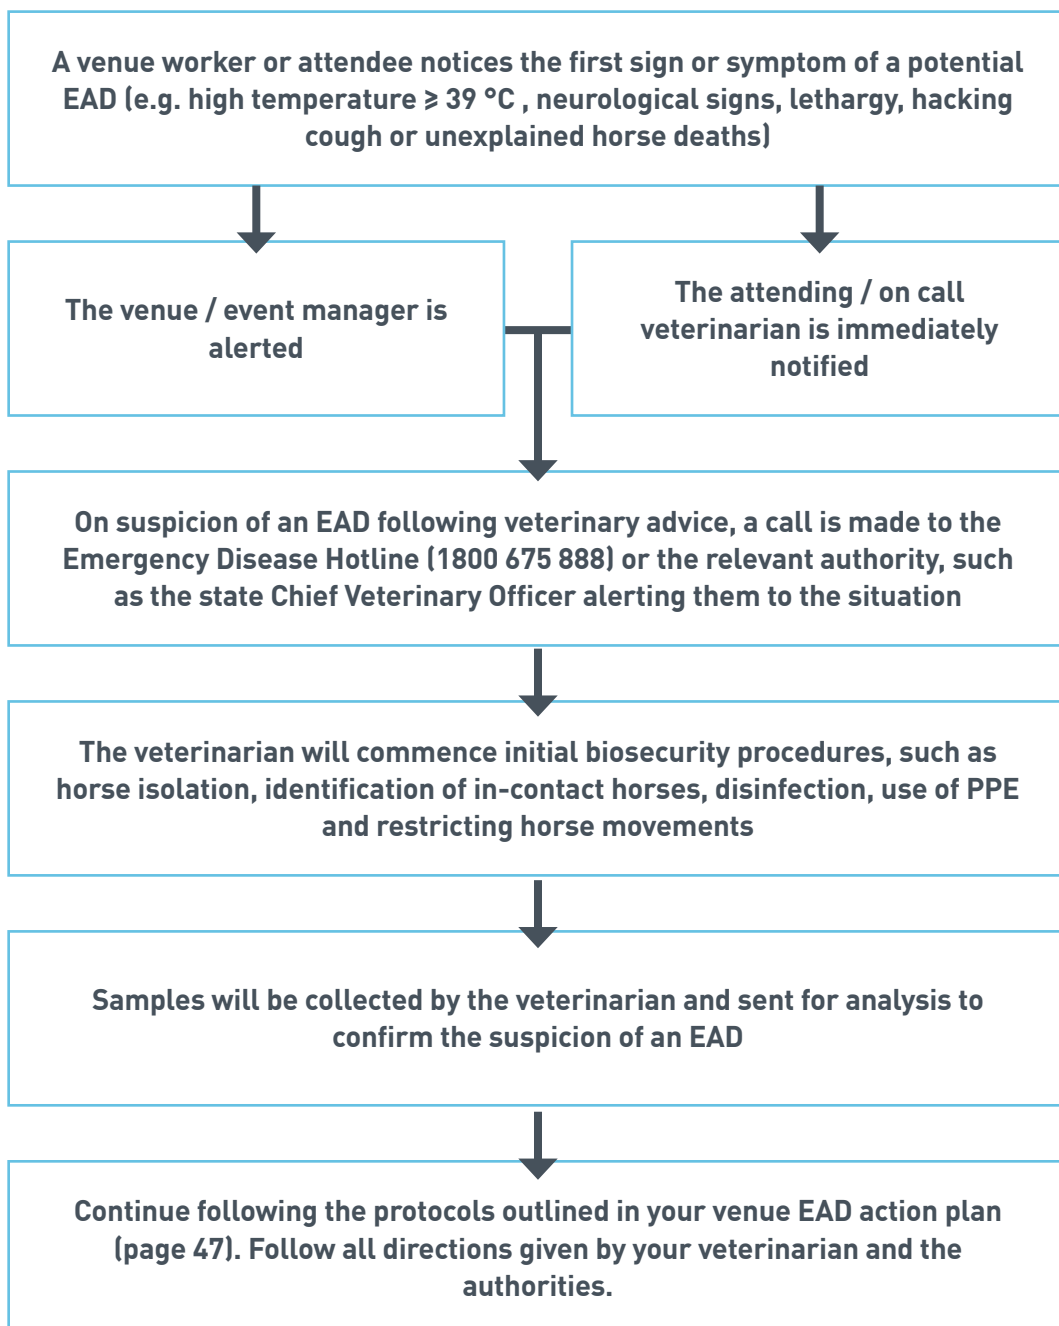 A venue worker or attendee notices the first sign or symptom of a potential
EAD (e.g. high temperature ≥ 39 °C , neurological signs, lethargy, hacking
cough or unexplained horse deaths)
The venue / event manager is
alerted
The attending / on call
veterinarian is immediately
notified
On suspicion of an EAD following veterinary advice, a call is made to the
Emergency Disease Hotline (1800 675 888) or the relevant authority, such
as the state Chief Veterinary Officer alerting them to the situation
The veterinarian will commence initial biosecurity procedures, such as
horse isolation, identification of in-contact horses, disinfection, use of PPE
and restricting horse movements
Samples will be collected by the veterinarian and sent for analysis to
confirm the suspicion of an EAD
Continue following the protocols outlined in your venue EAD action plan
(page 47). Follow all directions given by your veterinarian and the
authorities.